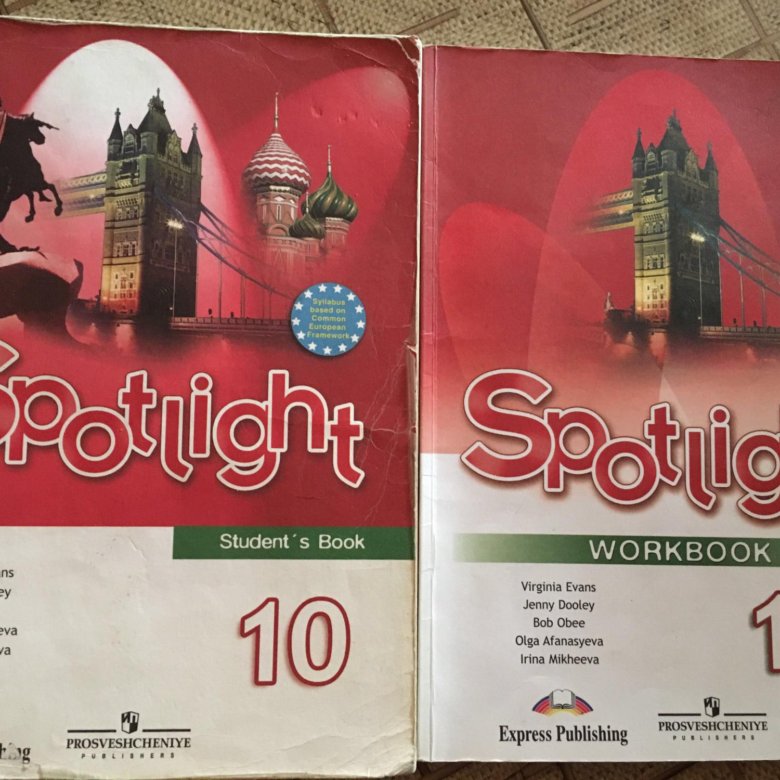 Syllabus
based on
Common
European
Framework
Spotlight
Student´s Book
10
PROSVESHCHENIYE
PUBLISHERS
Spotlig
WORKBOOK
Virginia Evans
Jenny Dooley
Bob Obee
Olga Afanasyeva
Irina Mikheeva
1
Express Publishing
PROSVESHCHENIYE
PUBLISHERS